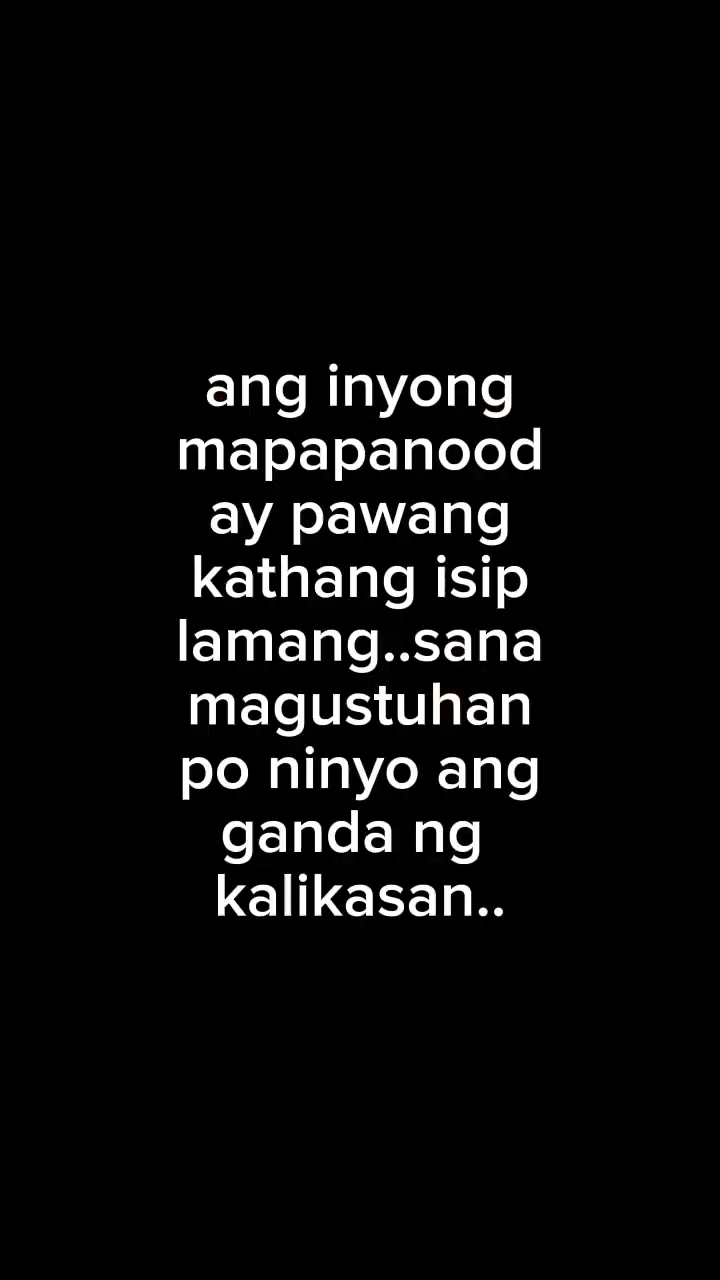 ang inyong
mapapanood
ay pawang
kathang isip
lamang..sana
magustuhan
po ninyo ang
ganda ng
kalikasan..